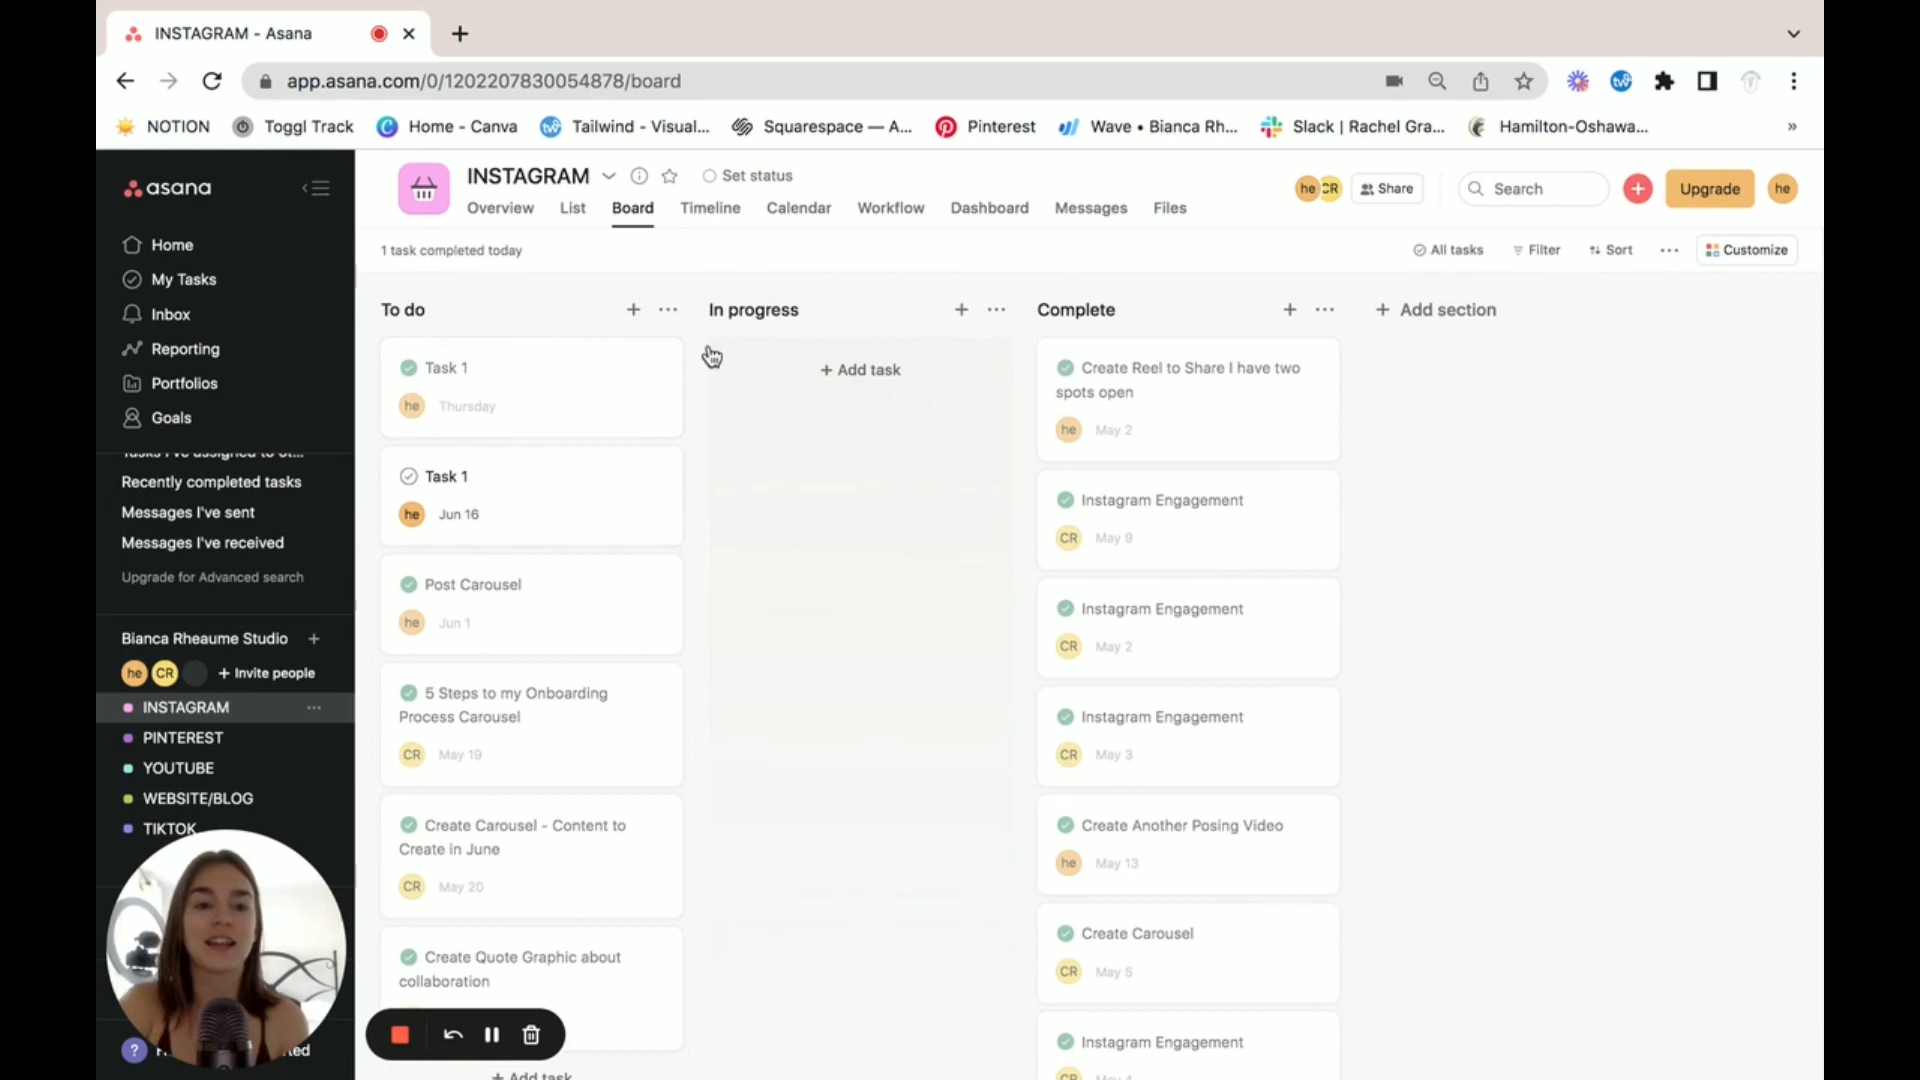 INSTAGRAM - Asana
app.asana.com/0/1202207830054878/board
NOTION
Toggl Track
Home - Canva
Tailwind - Visual...
Squarespace — A...
Pinterest
Wave • Bianca Rh...
Slack | Rachel Gra...
Hamilton-Oshawa...
»
asana
Home
My Tasks
Inbox
Reporting
Portfolios
Goals
Tasks I've assigned to ot...
Recently completed tasks
Messages I've sent
Messages I've received
Upgrade for Advanced search
Bianca Rheaume Studio +
he CR + Invite people
INSTAGRAM ...
PINTEREST
YOUTUBE
WEBSITE/BLOG
TIKTOK
?
INSTAGRAM
Set status
Overview List Board Timeline Calendar Workflow Dashboard Messages Files
he CR Share
Search
+
Upgrade
he
1 task completed today
All tasks Filter Sort ... Customize
To do + ...
Task 1
he Thursday
Task 1
he Jun 16
Post Carousel
he Jun 1
5 Steps to my Onboarding
Process Carousel
CR May 19
Create Carousel - Content to
Create in June
CR May 20
Create Quote Graphic about
collaboration
+ Add task
In progress + ...
+ Add task
Complete + ...
Create Reel to Share I have two
spots open
he May 2
Instagram Engagement
CR May 9
Instagram Engagement
CR May 2
Instagram Engagement
CR May 3
Create Another Posing Video
he May 13
Create Carousel
CR May 5
Instagram Engagement
CR May 4
+ Add section